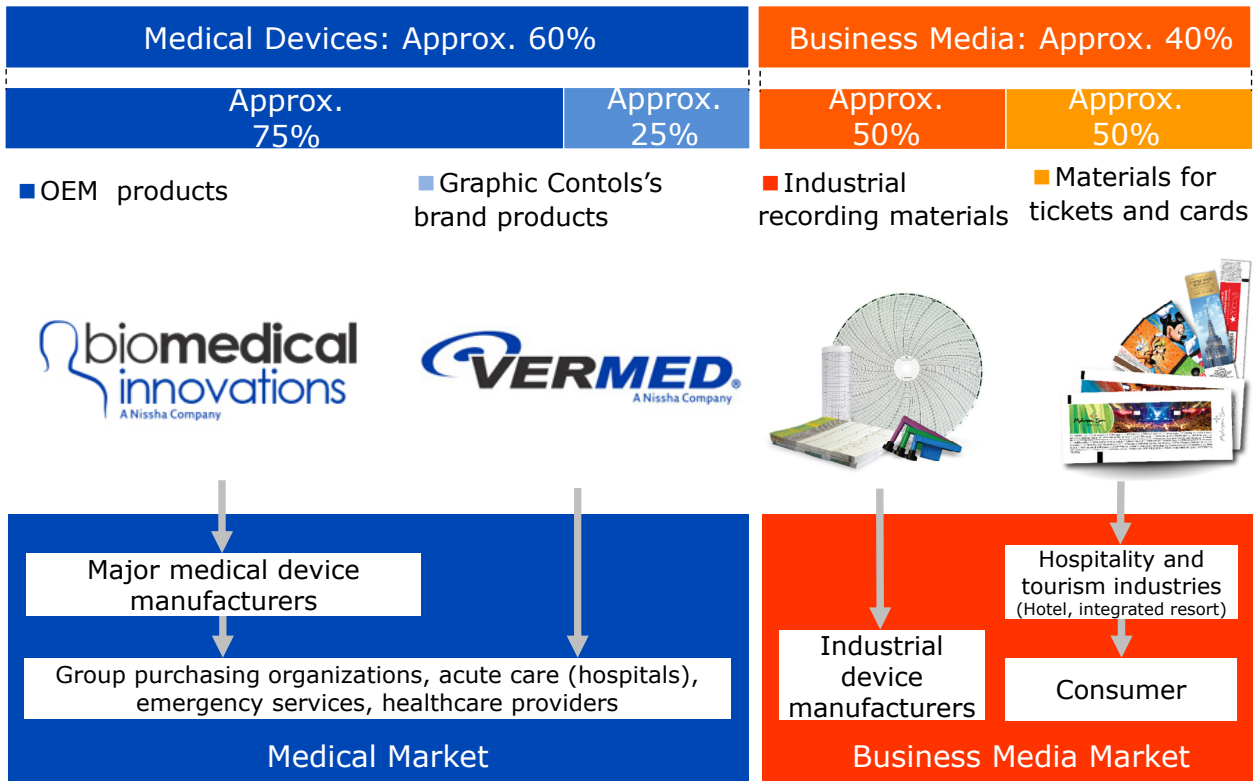 Medical Devices: Approx. 60%
Business Media: Approx. 40%
Approx.
75%
Approx.
25%
Approx.
50%
Approx.
50%
OEM products
Graphic Contols's
brand products
Industrial
recording materials
Materials for
tickets and cards
biomedical
innovations
A Nissha Company
VERMED®
A Nissha Company
Major medical device
manufacturers
Group purchasing organizations, acute care (hospitals),
emergency services, healthcare providers
Medical Market
Industrial
device
manufacturers
Hospitality and
tourism industries
(Hotel, integrated resort)
Consumer
Business Media Market